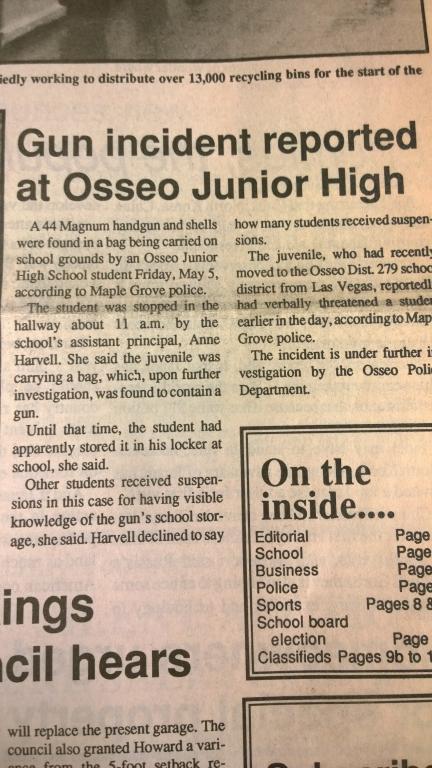 iedly working to distribute over 13,000 recycling bins for the start of the
Gun incident reported
at Osseo Junior High
A 44 Magnum handgun and shells
were found in a bag being carried on
school grounds by an Osseo Junior
High School student Friday, May 5,
according to Maple Grove police.
The student was stopped in the
hallway about 11 a.m. by the
school's assistant principal, Anne
Harvell. She said the juvenile was
carrying a bag, which, upon further
investigation, was found to contain a
gun.
Until that time, the student had
apparently stored it in his locker at
school, she said.
Other students received suspen-
sions in this case for having visible
knowledge of the gun's school stor-
age, she said. Harvell declined to say
how many students received suspen-
sions.
The juvenile, who had recently
moved to the Osseo Dist. 279 schoo
district from Las Vegas, reportedl
had verbally threatened a studen
earlier in the day, according to Map
Grove police.
The incident is under further i
vestigation by the Osseo Poli
Department.
On the
inside....
Editorial Page
School Page
Business Page
Police Page
Sports Pages 8 &
School board
election Page
Classifieds Pages 9b to 1
ings
cil hears
will replace the present garage. The
council also granted Howard a vari-
ance from the 5-foot setback re-